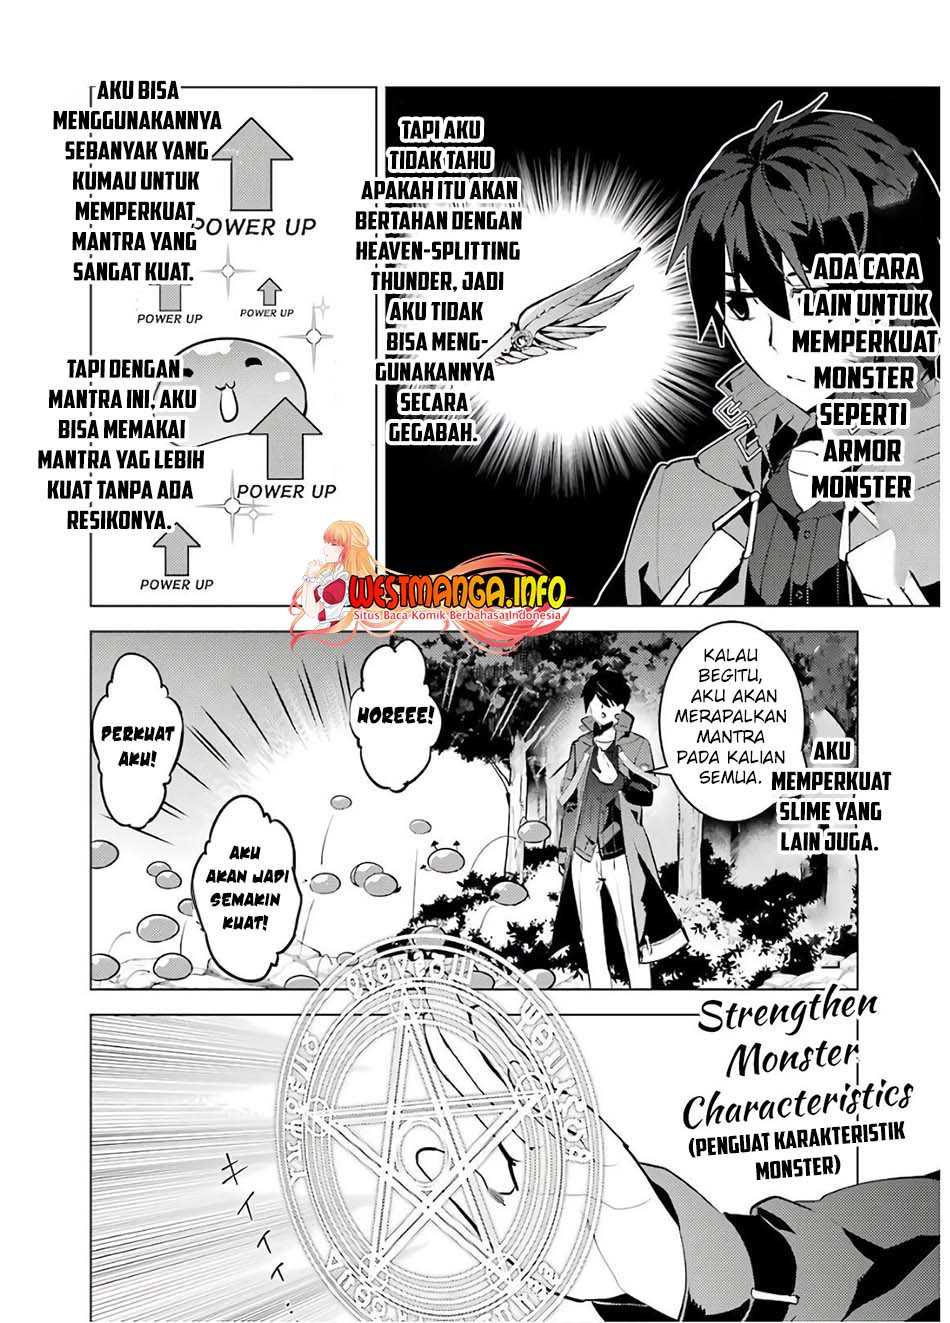 ADA CARA
LAIN UNTUK
MEMPERKUAT
MONSTER
SEPERTI
ARMOR
MONSTER
TAPI AKU
TIDAK TAHU
APAKAH ITU AKAN
BERTAHAN DENGAN
HEAVEN-SPLITTING
THUNDER, JADI
AKU TIDAK
BISA MENG-
GUNAKANNYA
SECARA
GEGABAH.
AKU BISA
MENGGUNAKANNYA
SEBANYAK YANG
KUMAU UNTUK
MEMPERKUAT
MANTRA YANG
SANGAT KUAT.
POWER UP
POWER UP
POWER UP
TAPI DENGAN
MANTRA INI, AKU
BISA MEMAKAI
MANTRA YAG LEBIH
KUAT TANPA ADA
RESIKONYA.
POWER UP
POWER UP
WESTMANGA.INFO
Situs Baca Komik Berbahasa Indonesia
KALAU
BEGITU,
AKU AKAN
MERAPALKAN
MANTRA
PADA KALIAN
SEMUA.
AKU
MEMPERKUAT
SLIME YANG
LAIN JUGA.
HOREEE!
PERKUAT
AKU!
AKU
AKAN JADI
SEMAKIN
KUAT!
Strengthen
Monster
Characteristics
(PENGUAT KARAKTERISTIK
MONSTER)
キィイィン